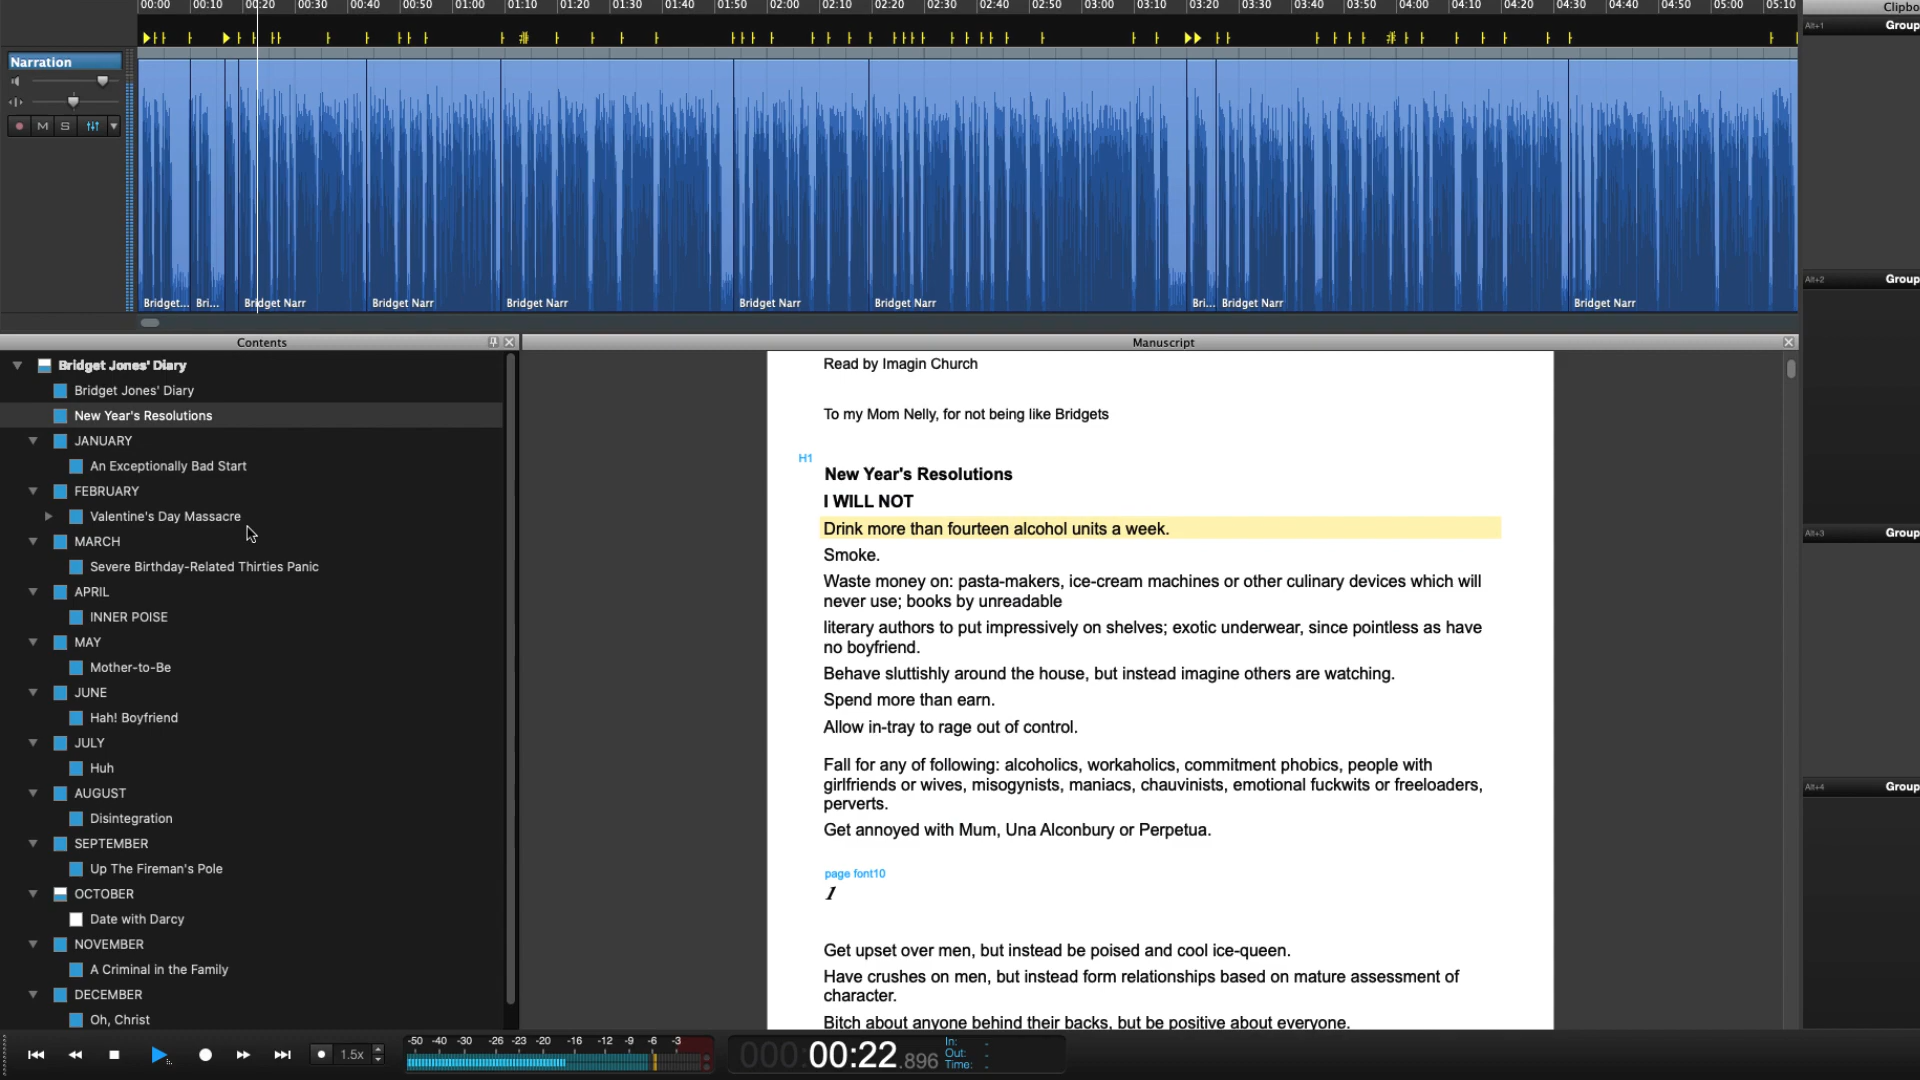 00:00 00:10 00:20 00:30 00:40 00:50 01:00 01:10 01:20 01:30 01:40 01:50 02:00 02:10 02:20 02:30 02:40 02:50 03:00 03:10 03:20 03:30 03:40 03:50 04:00 04:10 04:20 04:30 04:40 04:50 05:00 05:10
Clipbo
Alt+1 Group
Narration
M S
Alt+2 Group
Bridget... Bri... Bridget Narr Bridget Narr Bridget Narr Bridget Narr Bridget Narr Bri... Bridget Narr Bridget Narr
Contents
Bridget Jones' Diary
Bridget Jones' Diary
New Year's Resolutions
JANUARY
An Exceptionally Bad Start
FEBRUARY
Valentine's Day Massacre
MARCH
Severe Birthday-Related Thirties Panic
APRIL
INNER POISE
MAY
Mother-to-Be
JUNE
Hah! Boyfriend
JULY
Huh
AUGUST
Disintegration
SEPTEMBER
Up The Fireman's Pole
OCTOBER
Date with Darcy
NOVEMBER
A Criminal in the Family
DECEMBER
Oh, Christ
Manuscript
Read by Imagin Church
To my Mom Nelly, for not being like Bridgets
H1
New Year's Resolutions
I WILL NOT
Drink more than fourteen alcohol units a week.
Smoke.
Waste money on: pasta-makers, ice-cream machines or other culinary devices which will
never use; books by unreadable
literary authors to put impressively on shelves; exotic underwear, since pointless as have
no boyfriend.
Behave sluttishly around the house, but instead imagine others are watching.
Spend more than earn.
Allow in-tray to rage out of control.
Fall for any of following: alcoholics, workaholics, commitment phobics, people with
girlfriends or wives, misogynists, maniacs, chauvinists, emotional fuckwits or freeloaders,
perverts.
Get annoyed with Mum, Una Alconbury or Perpetua.
page font10
1
Get upset over men, but instead be poised and cool ice-queen.
Have crushes on men, but instead form relationships based on mature assessment of
character.
Bitch about anyone behind their backs, but be positive about everyone.
Alt+3 Group
Alt+4 Group
1.5x
-50 -40 -30 -26 -23 -20 -16 -12 -9 -6 -3
000:00:22.896
In: -
Out: -
Time: -